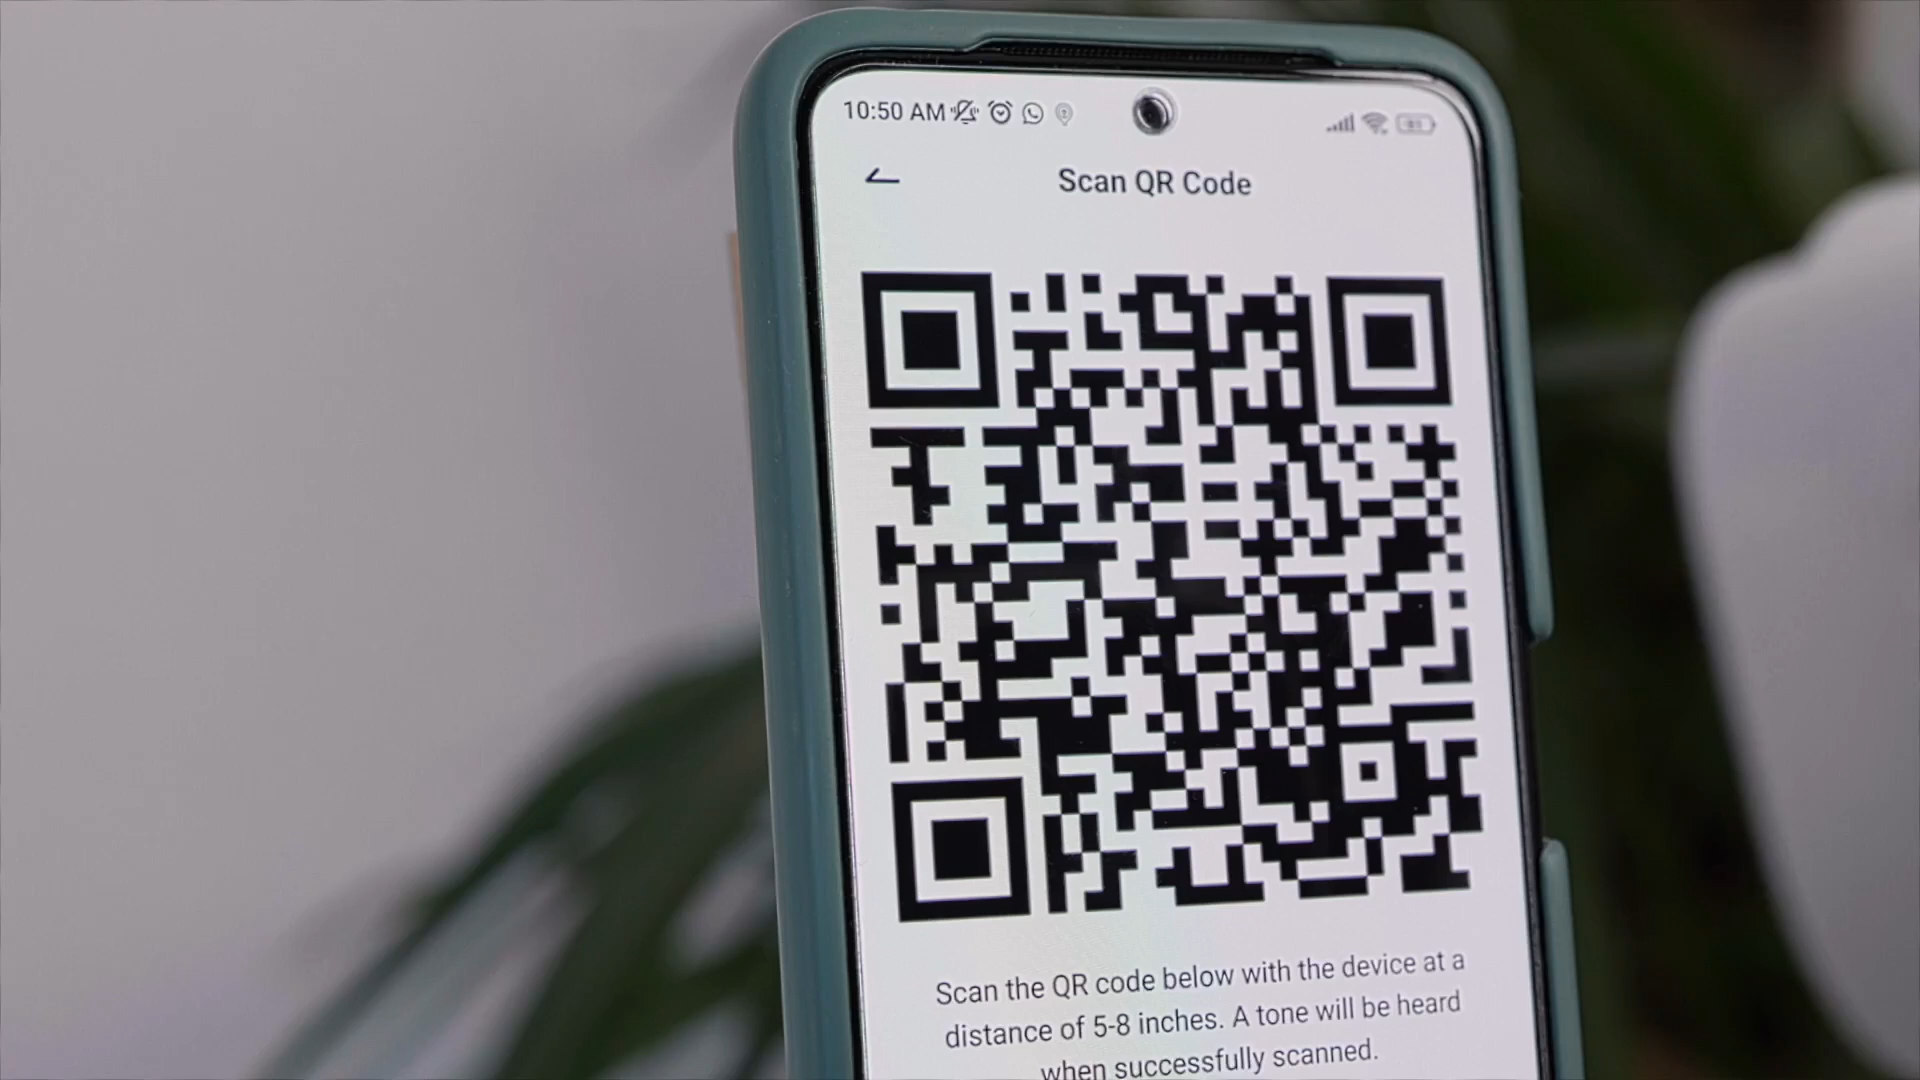 10:50 AM
Scan QR Code
Scan the QR code below with the device at a
distance of 5-8 inches. A tone will be heard
when successfully scanned.